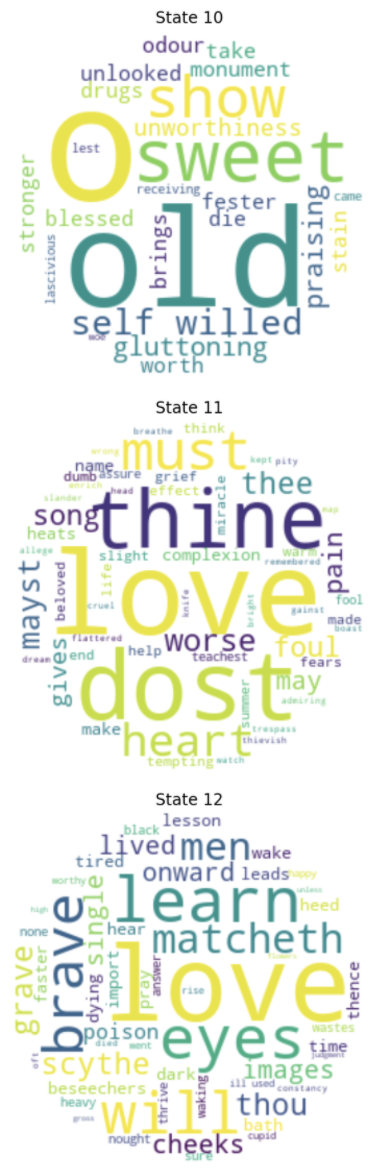 State 10
odour take
unlooked monument
drugs show
unworthiness
O sweet
lest
receiving
stronger
blessed
fester
die
brings
praising
stain
came
lascivious
old
self willed
woe
gluttoning
worth
State 11
breathe think
wrong
must
kept pity
name
dumb assure grief
thee
enrich
head
effect
miracle
slander
song thine
map
heats
pain
allege
slight complexion warm
remembered
life
mayst
beloved
love
cruel
knife
bright
gainst
fool
made
boast
flattered
worse
foul
dream
end
help
teachest
fears
gives
dost
may
summer
admiring
make
heart
trespass
thievish
tempting watch
State 12
lesson
black
lived men wake
tired
onward leads happy
worthy
learn
unless
high
single
heed
none
hear matcheth
grave
faster
brave
love
flowers
dying
import
pray
answer
rise
thence
poison
wastes
died went
eyes
time
oft
judgment
scythe
images
dark
beseechers
ill used constancy
heavy
will
thrive
waking
thou
gross
bath
nought
cheeks cupid
sure